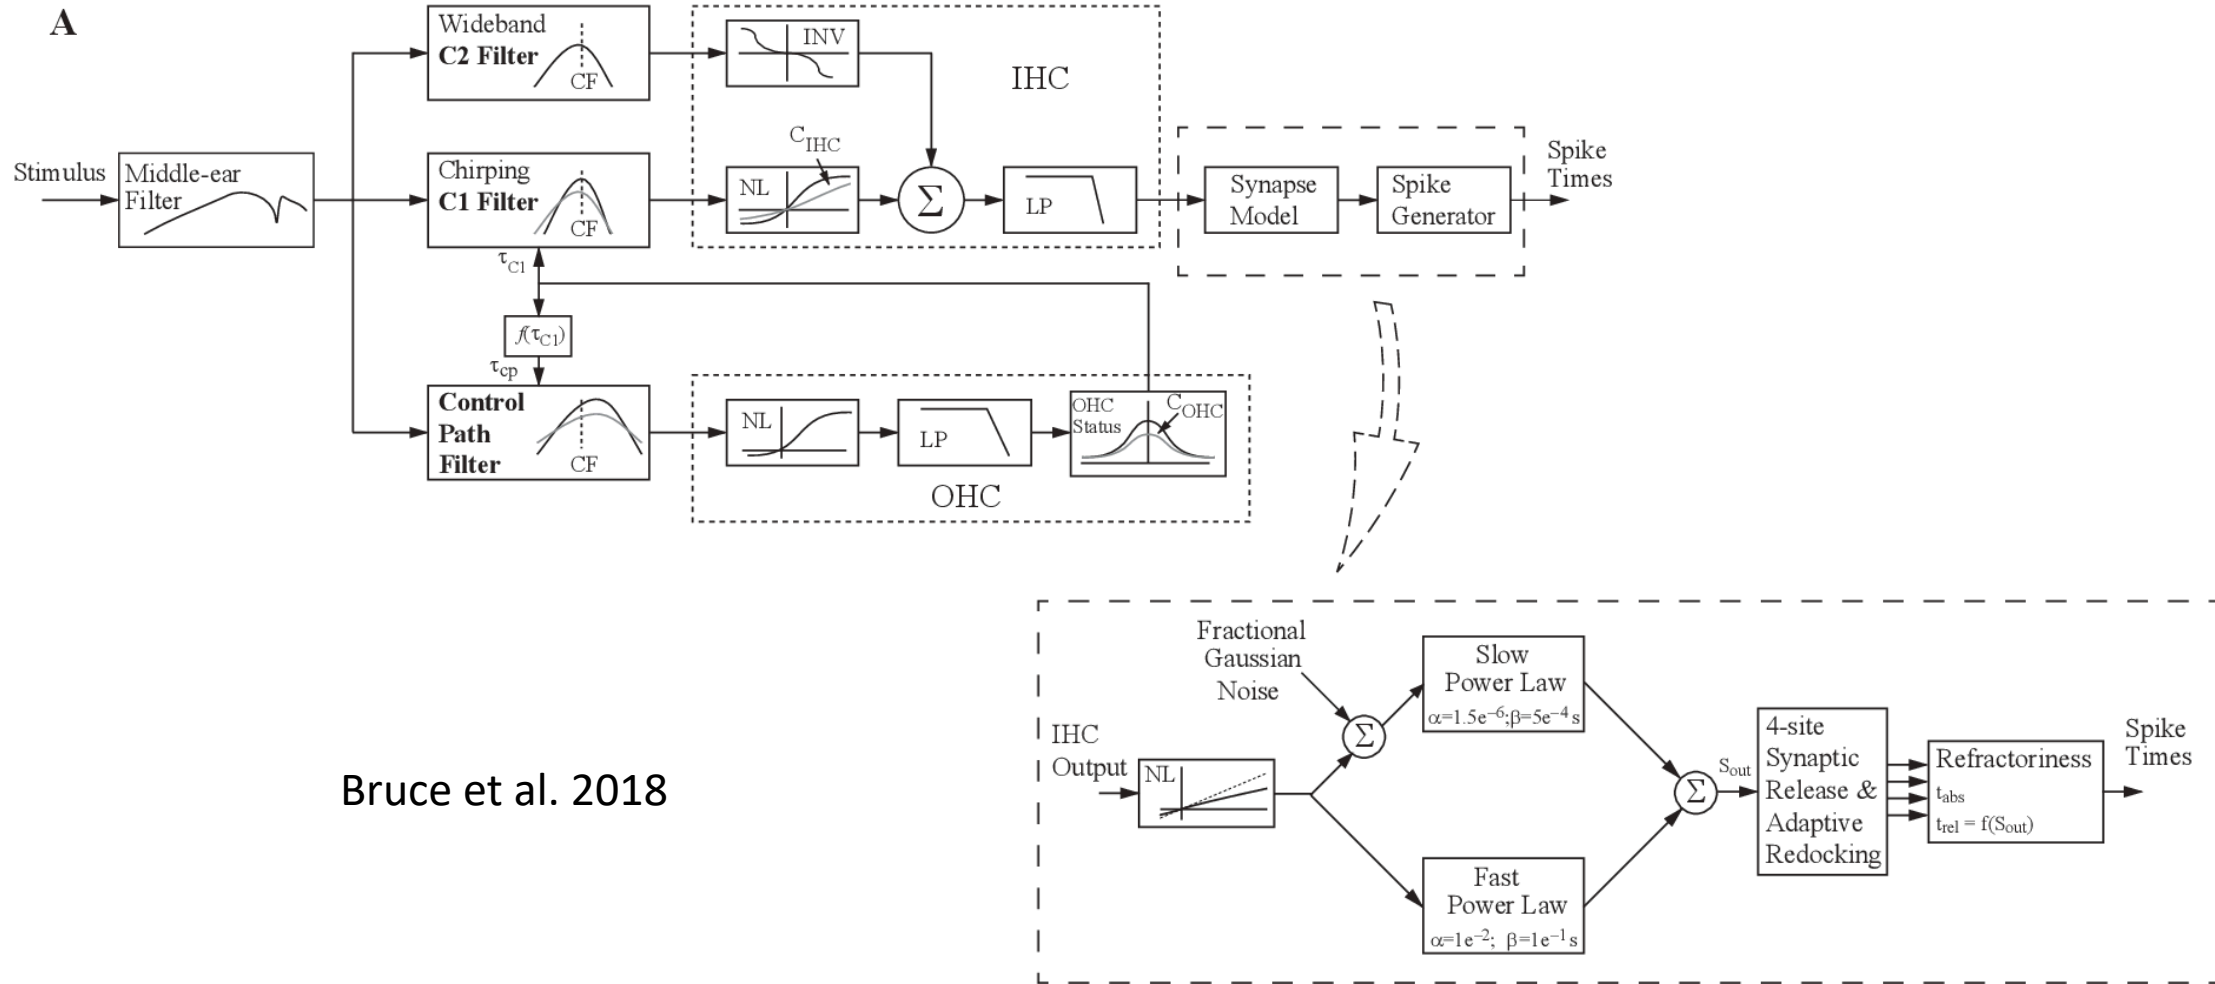 A
Wideband
C2 Filter
CF
INV
IHC
Stimulus
Middle-ear
Filter
Chirping
C1 Filter
CF
C_IHC
NL
Σ
LP
Synapse
Model
Spike
Generator
Spike
Times
τ_C1
f(τ_C1)
τ_cp
Control
Path
Filter
CF
NL
LP
OHC
Status
C_OHC
OHC
Fractional
Gaussian
Noise
Slow
Power Law
α=1.5e⁻⁶;β=5e⁻⁴ s
IHC
Output
NL
Σ
Σ
S_out
4-site
Synaptic
Release &
Adaptive
Redocking
Refractoriness
t_abs
t_rel = f(S_out)
Spike
Times
Fast
Power Law
α=1e⁻²; β=1e⁻¹ s
Bruce et al. 2018